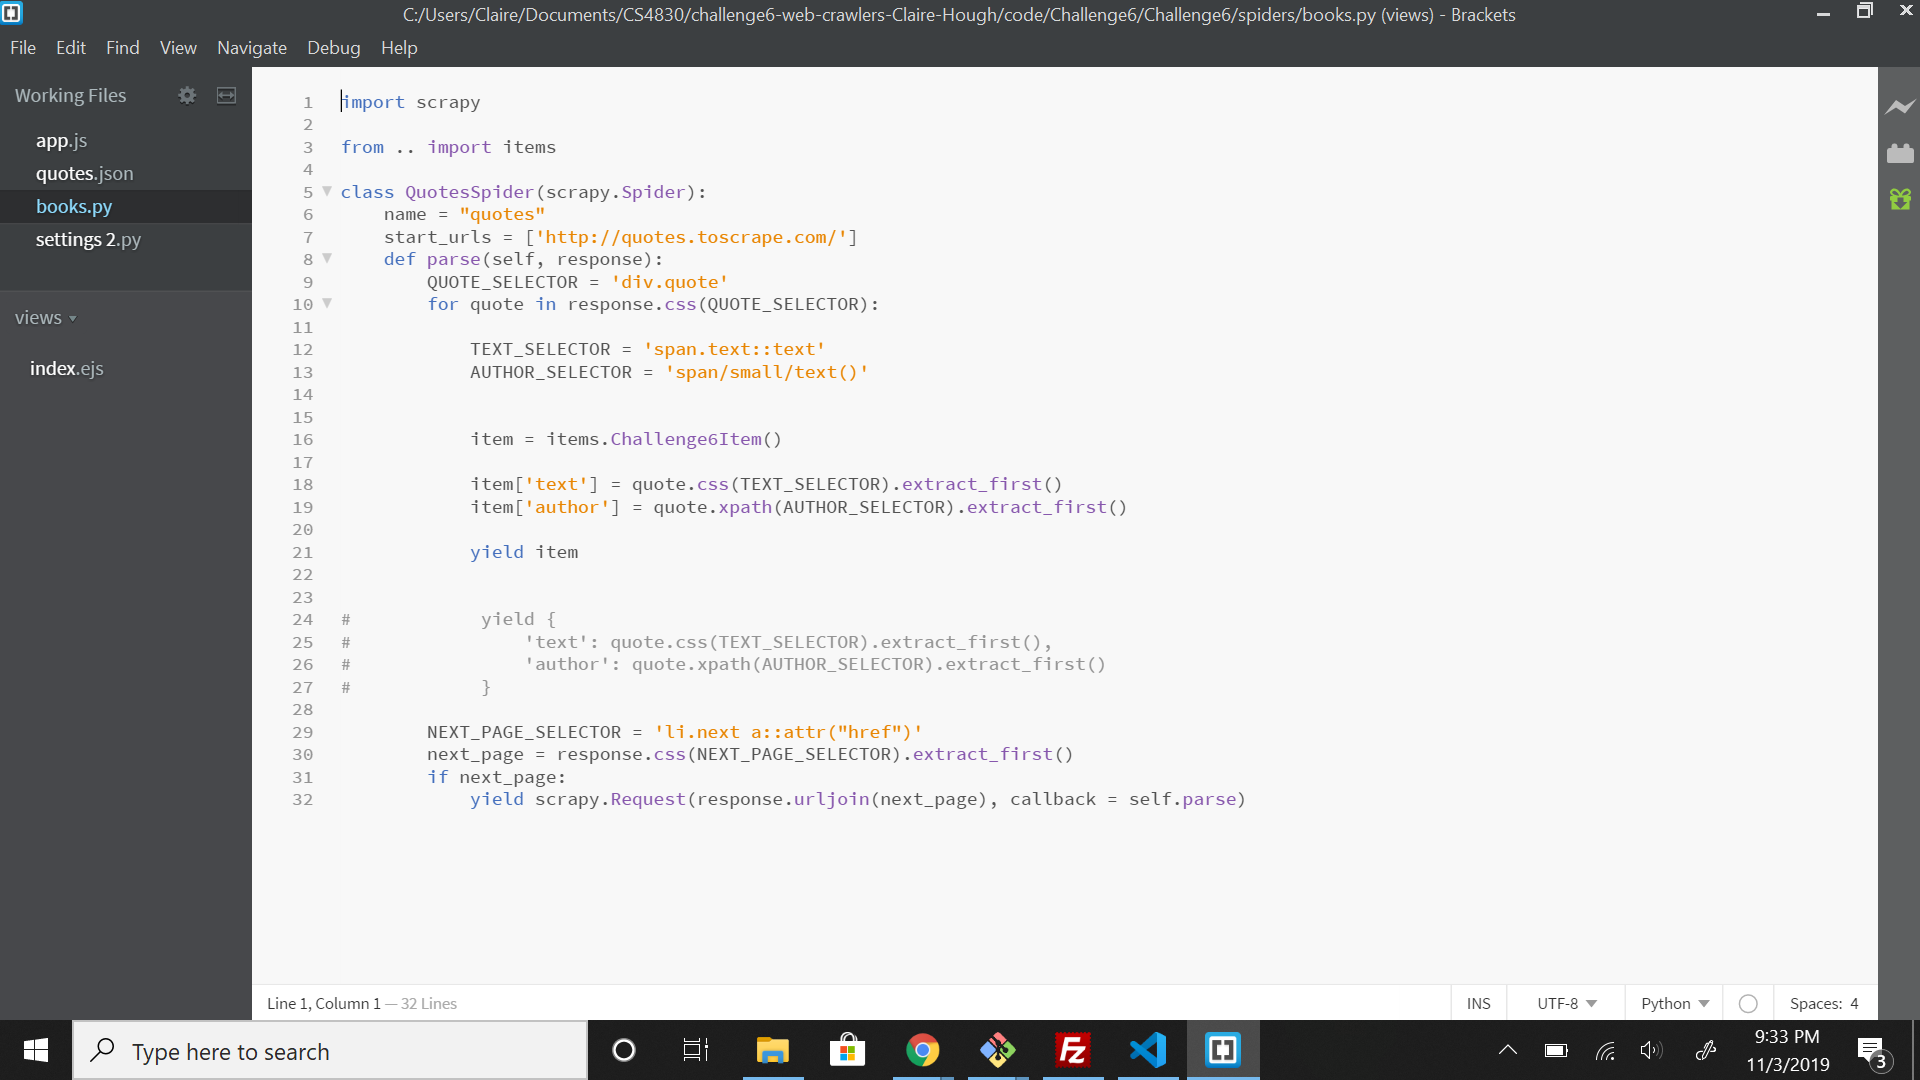 C:/Users/Claire/Documents/CS4830/challenge6-web-crawlers-Claire-Hough/code/Challenge6/Challenge6/spiders/books.py (views) - Brackets
File Edit Find View Navigate Debug Help
Working Files
app.js
quotes.json
books.py
settings 2.py
views
index.ejs
1 import scrapy
2
3 from .. import items
4
5 class QuotesSpider(scrapy.Spider):
6     name = "quotes"
7     start_urls = ['http://quotes.toscrape.com/']
8     def parse(self, response):
9         QUOTE_SELECTOR = 'div.quote'
10         for quote in response.css(QUOTE_SELECTOR):
11
12             TEXT_SELECTOR = 'span.text::text'
13             AUTHOR_SELECTOR = 'span/small/text()'
14
15
16             item = items.Challenge6Item()
17
18             item['text'] = quote.css(TEXT_SELECTOR).extract_first()
19             item['author'] = quote.xpath(AUTHOR_SELECTOR).extract_first()
20
21             yield item
22
23
24 #            yield {
25 #                'text': quote.css(TEXT_SELECTOR).extract_first(),
26 #                'author': quote.xpath(AUTHOR_SELECTOR).extract_first()
27 #            }
28
29         NEXT_PAGE_SELECTOR = 'li.next a::attr("href")'
30         next_page = response.css(NEXT_PAGE_SELECTOR).extract_first()
31         if next_page:
32             yield scrapy.Request(response.urljoin(next_page), callback = self.parse)
Line 1, Column 1 — 32 Lines
INS UTF-8 Python Spaces: 4
Type here to search
Fz
9:33 PM
11/3/2019
3